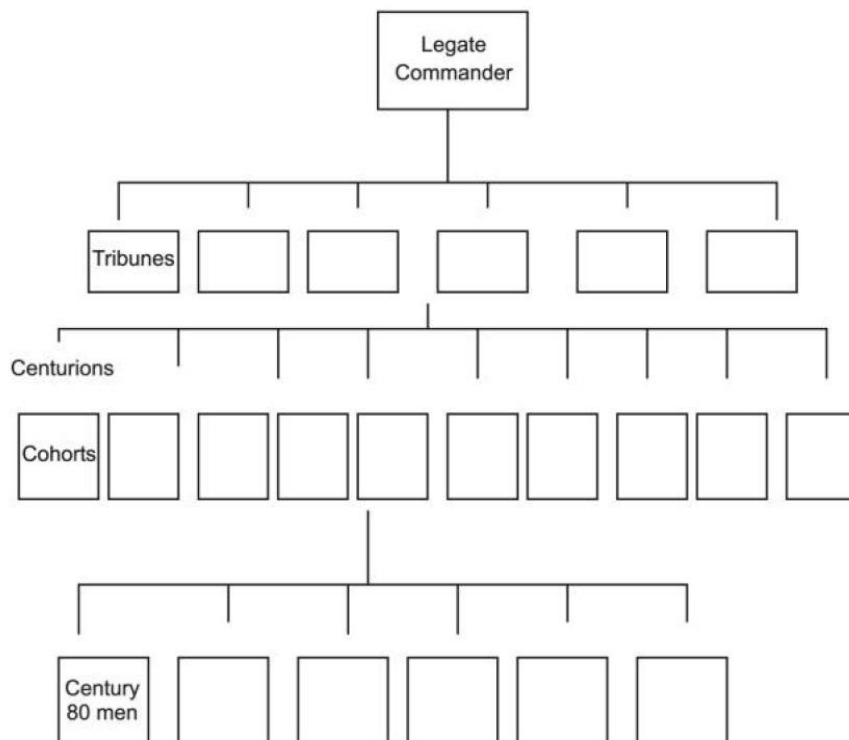 Legate
Commander
Tribunes
Centurions
Cohorts
Century
80 men